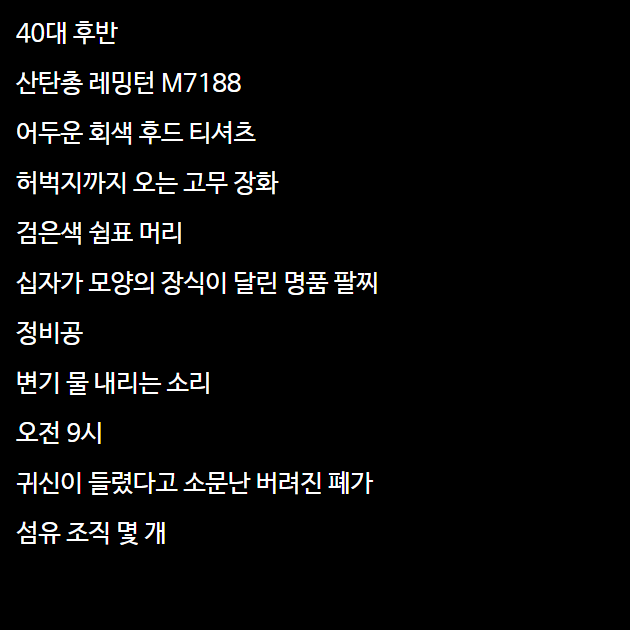 40대 후반
산탄총 레밍턴 M7188
어두운 회색 후드 티셔츠
허벅지까지 오는 고무 장화
검은색 쉼표 머리
십자가 모양의 장식이 달린 명품 팔찌
정비공
변기 물 내리는 소리
오전 9시
귀신이 들렸다고 소문난 버려진 폐가
섬유 조직 몇 개